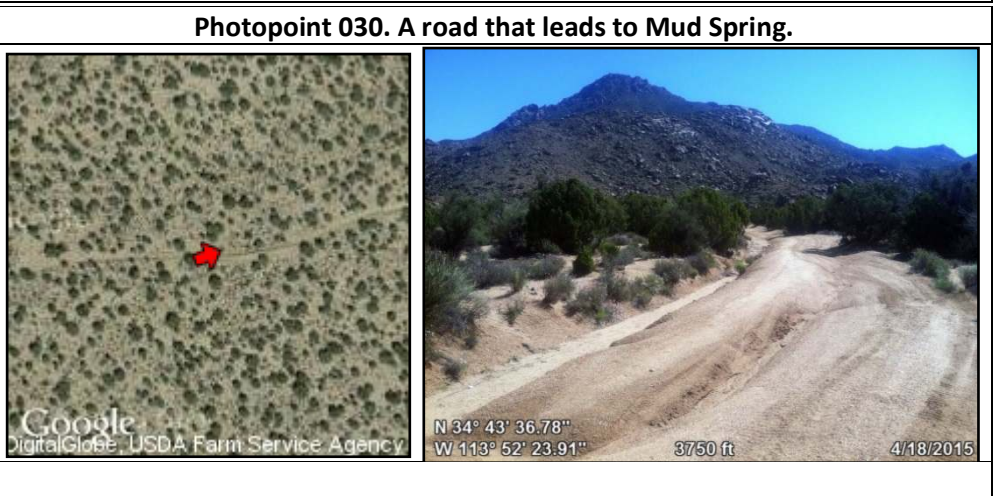 Photopoint 030. A road that leads to Mud Spring.
Google
DigitalGlobe, USDA Farm Service Agency
N 34° 43' 36.78"
W 113° 52' 23.91"
3750 ft
4/18/2015